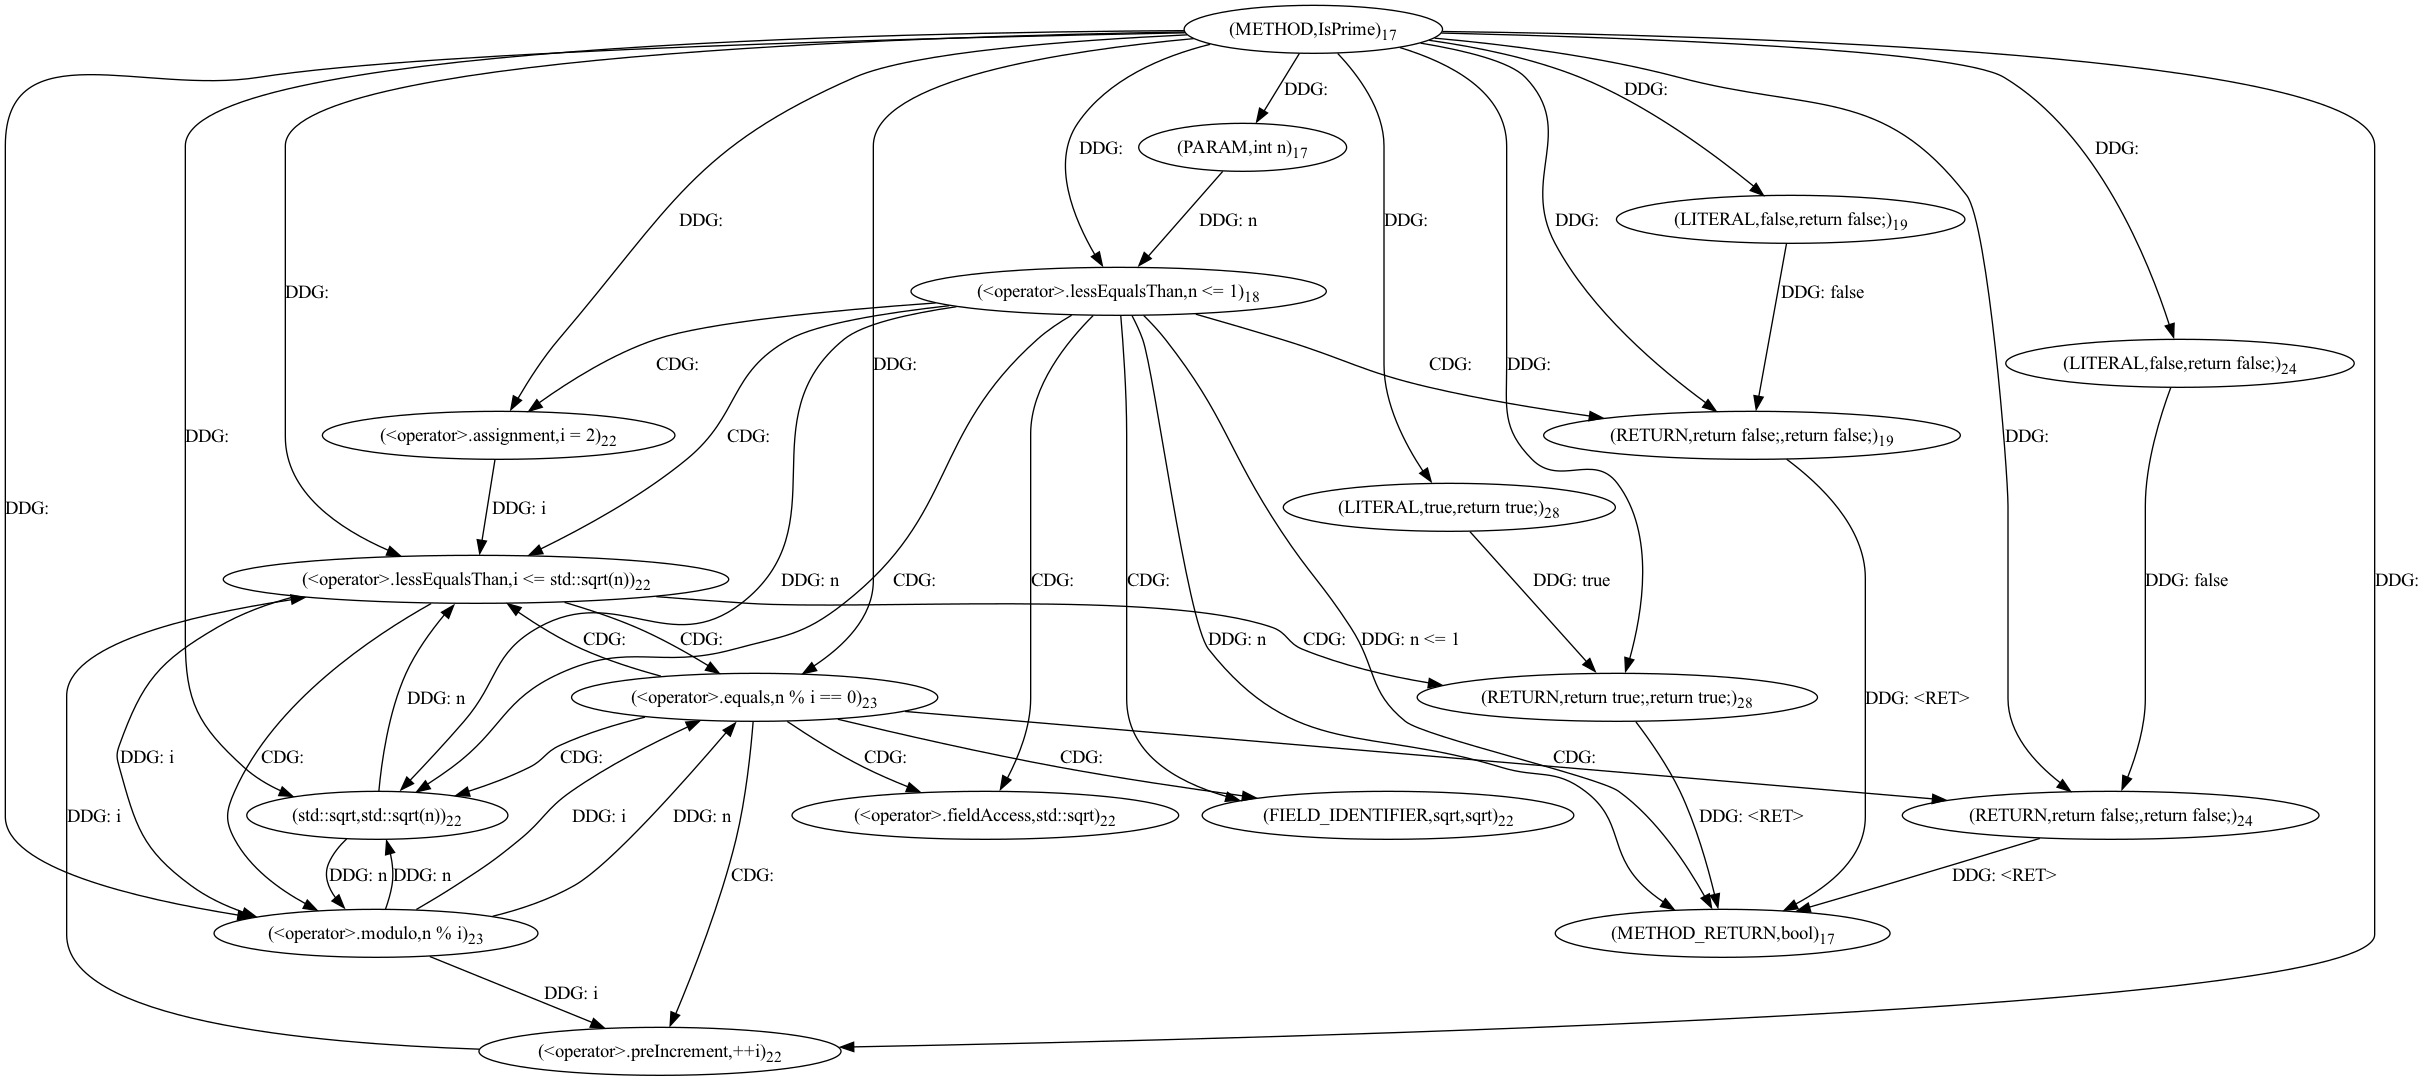 (METHOD,IsPrime)17
DDG:
DDG:
DDG:
(PARAM,int n)17
DDG:
DDG:
DDG:
DDG: n
DDG:
DDG:
(LITERAL,false,return false;)19
DDG:
(<operator>.lessEqualsThan,n <= 1)18
DDG: false
CDG:
DDG:
CDG:
DDG:
(LITERAL,false,return false;)24
DDG:
(<operator>.assignment,i = 2)22
CDG:
(RETURN,return false;,return false;)19
DDG:
DDG:
DDG: i
(LITERAL,true,return true;)28
(<operator>.lessEqualsThan,i <= std::sqrt(n))22
DDG: n
CDG:
CDG:
CDG:
DDG: true
DDG: false
DDG:
CDG:
CDG:
DDG: n
DDG: n <= 1
CDG:
DDG: n
(<operator>.equals,n % i == 0)23
(RETURN,return true;,return true;)28
DDG: <RET>
DDG: i
CDG:
CDG:
CDG:
CDG:
CDG:
DDG: i
(std::sqrt,std::sqrt(n))22
DDG: i
DDG: n
(<operator>.fieldAccess,std::sqrt)22
(FIELD_IDENTIFIER,sqrt,sqrt)22
DDG: <RET>
(RETURN,return false;,return false;)24
DDG: n
DDG: n
CDG:
DDG: <RET>
(<operator>.modulo,n % i)23
(METHOD_RETURN,bool)17
DDG: i
(<operator>.preIncrement,++i)22